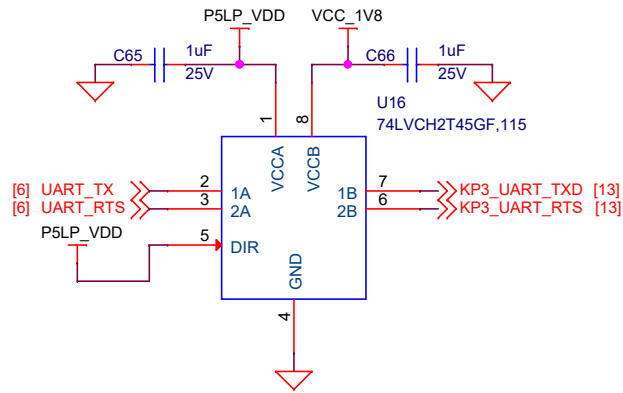 P5LP_VDD VCC_1V8
C65 1uF 25V
C66 1uF 25V
U16
74LVCH2T45GF,115
1 8
VCCA VCCB
[6] UART_TX 2 1A 1B 7 KP3_UART_TXD [13]
[6] UART_RTS 3 2A 2B 6 KP3_UART_RTS [13]
P5LP_VDD
5 DIR
GND
4